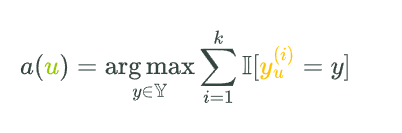 a(u) = arg max_{y∈𝕐} ∑_{i=1}^{k} 𝕀[y_u^{(i)} = y]